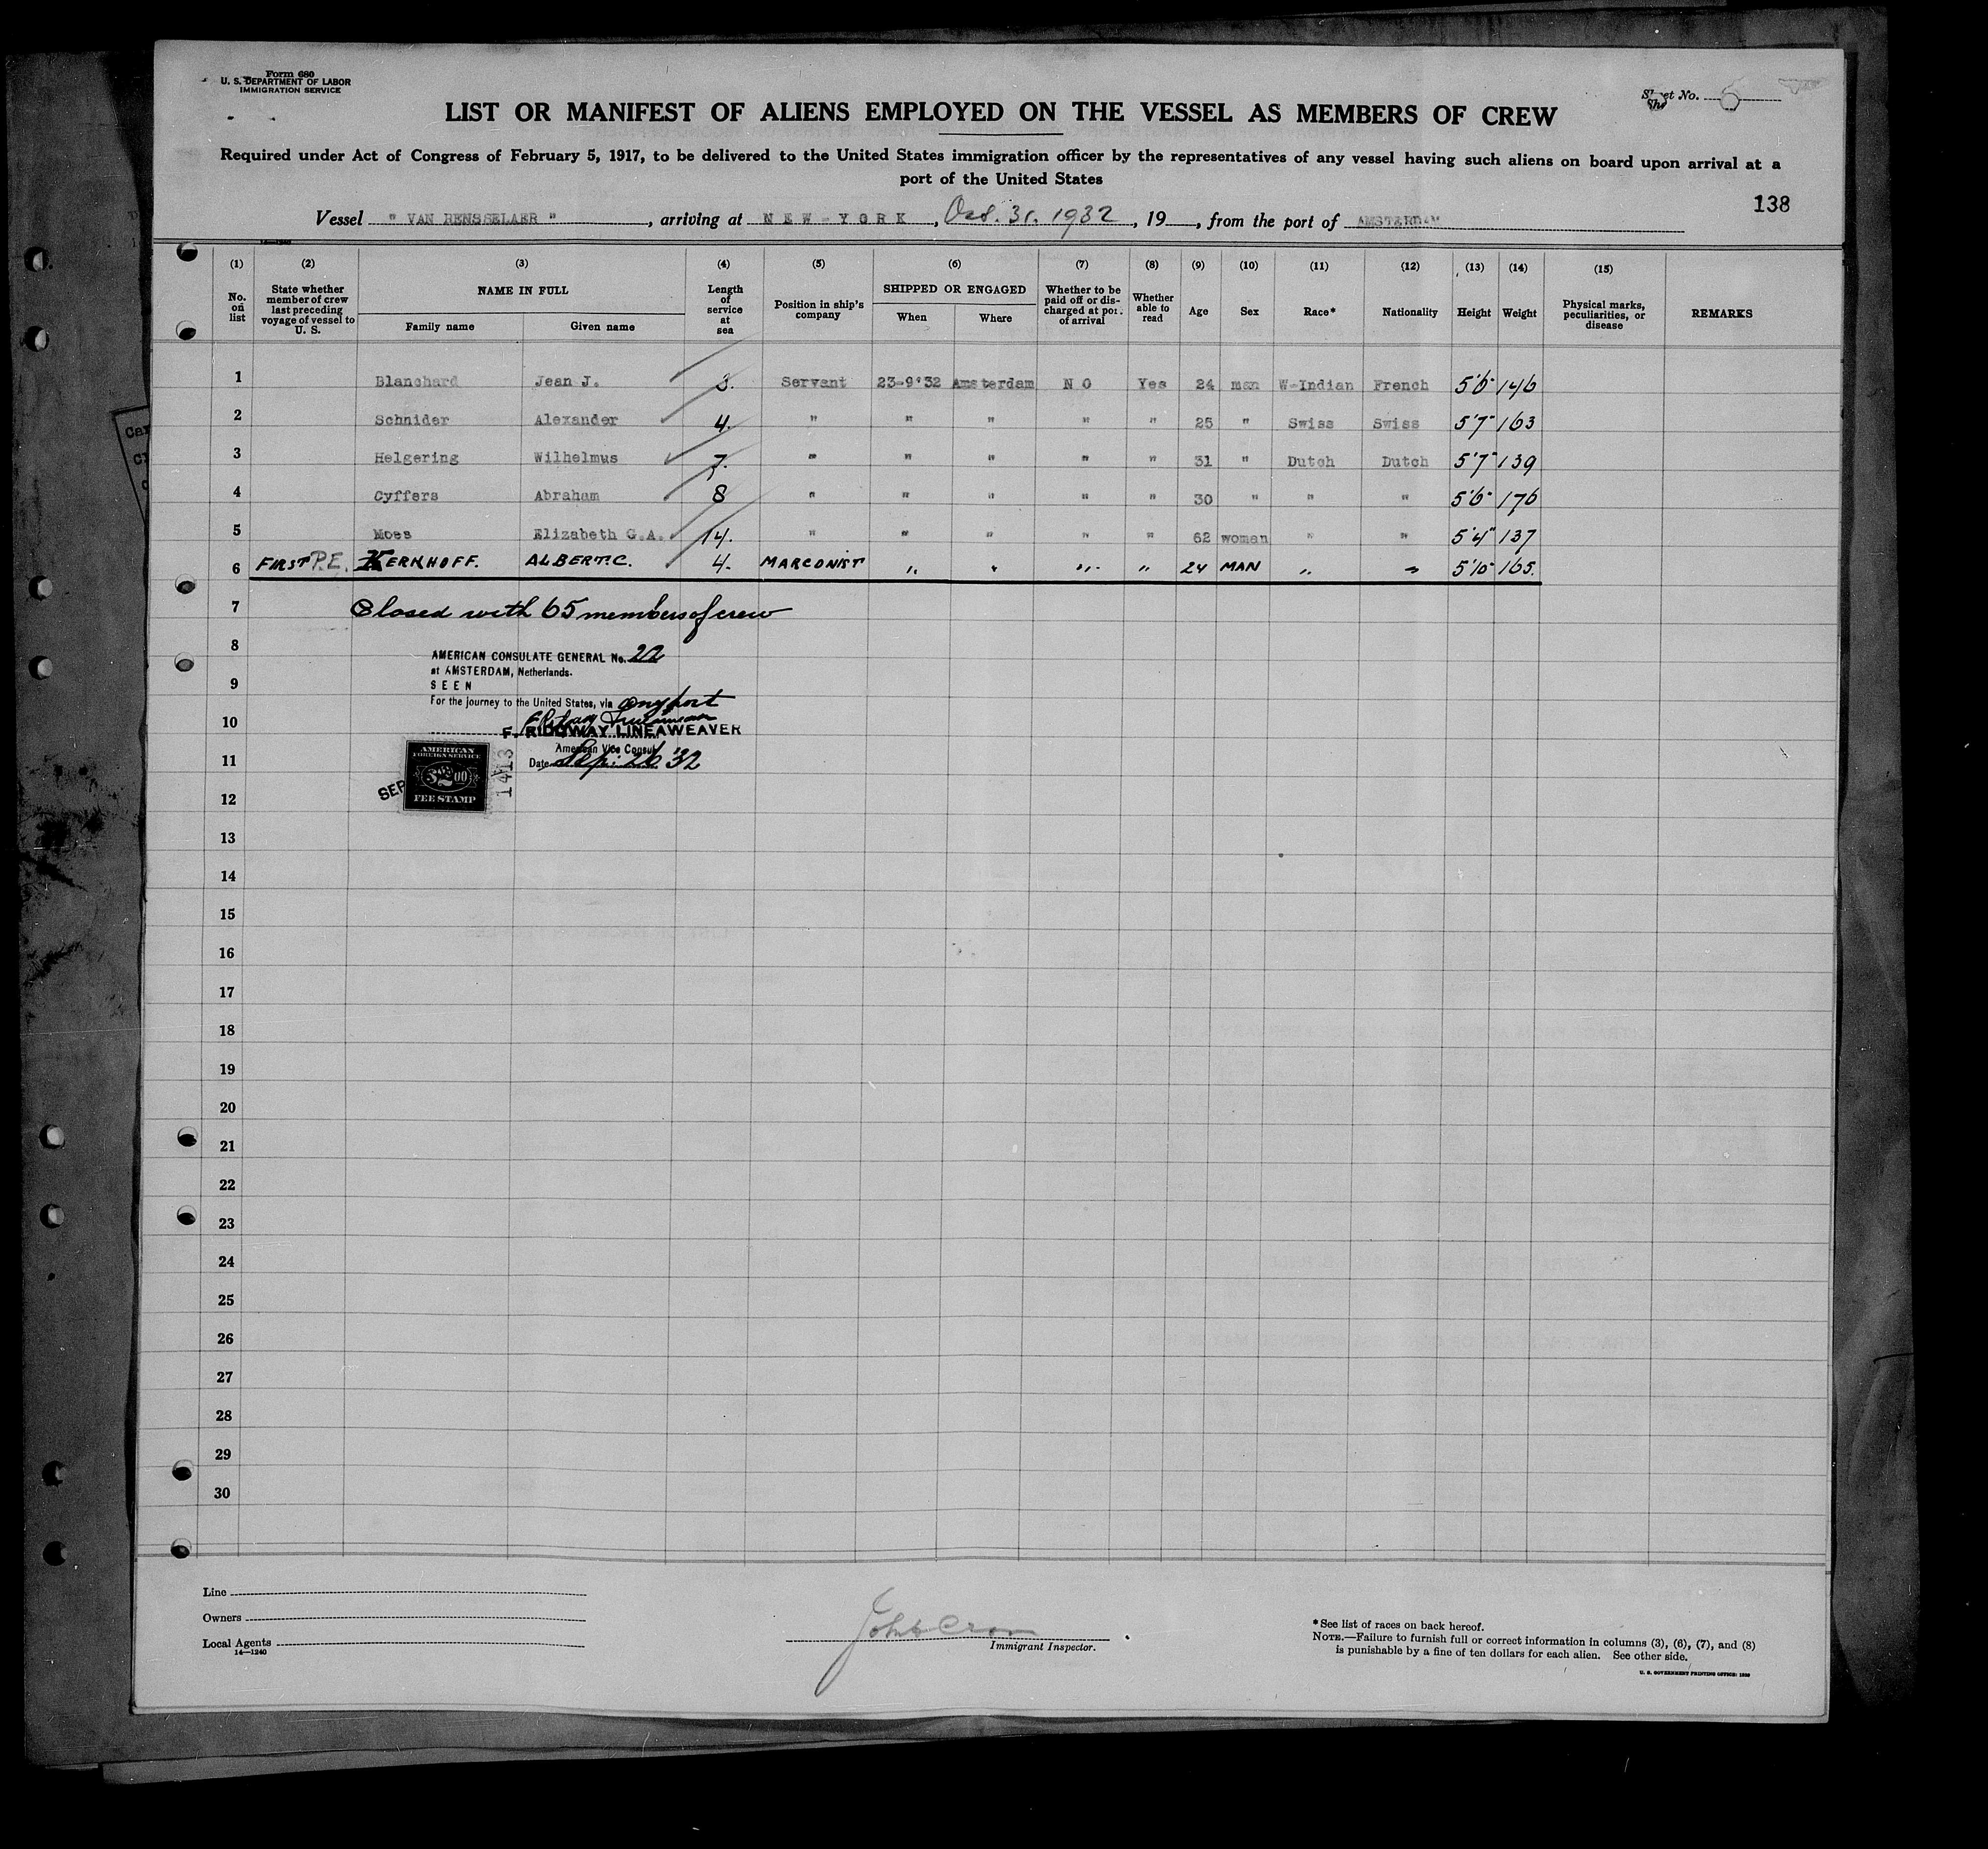 Form 680
U. S. DEPARTMENT OF LABOR
IMMIGRATION SERVICE
Sheet No. 6
LIST OR MANIFEST OF ALIENS EMPLOYED ON THE VESSEL AS MEMBERS OF CREW
Required under Act of Congress of February 5, 1917, to be delivered to the United States immigration officer by the representatives of any vessel having such aliens on board upon arrival at a
port of the United States
138
Vessel " VAN RENSSELAER ", arriving at NEW-YORK, Oct. 31. 1932, 19, from the port of AMSTERDAM
(1) (2) (3) (4) (5) (6) (7) (8) (9) (10) (11) (12) (13) (14) (15)
No. on list State whether member of crew last preceding voyage of vessel to U. S. NAME IN FULL Family name Given name Length of service at sea Position in ship's company SHIPPED OR ENGAGED When Where Whether to be paid off or discharged at port of arrival Whether able to read Age Sex Race* Nationality Height Weight Physical marks, peculiarities, or disease REMARKS
1 Blanchard Jean J. 3. Servant 23-9'32 Amsterdam NO Yes 24 man W-Indian French 5'6" 146
2 Schnider Alexander 4. " " " " " 25 " Swiss Swiss 5'7" 163
3 Helgering Wilhelmus 7. " " " " " 31 " Dutch Dutch 5'7" 139
4 Cyffers Abraham 8 " " " " " 30 " " " 5'6" 176
5 Moes Elizabeth G.A. 14. " " " " " 62 woman " " 5'4" 137
6 FIRST P.E. KERKHOFF. ALBERT.C. 4. MARCONIST " " " " 24 MAN " " 5'10" 165.
7 Closed with 65 members of crew
8
AMERICAN CONSULATE GENERAL No. 22
at AMSTERDAM, Netherlands.
9 SEEN
For the journey to the United States, via any port
10
F. RIDGWAY LINEAWEAVER
American Vice Consul
11 Date Sep: 26 '32
AMERICAN
FOREIGN SERVICE
$2.00
FEE STAMP
SEP
1413
12
13
14
15
16
17
18
19
20
21
22
23
24
25
26
27
28
29
30
Line
Owners
Local Agents
14—1240
Immigrant Inspector.
*See list of races on back hereof.
NOTE.—Failure to furnish full or correct information in columns (3), (6), (7), and (8)
is punishable by a fine of ten dollars for each alien. See other side.
U. S. GOVERNMENT PRINTING OFFICE: 1930